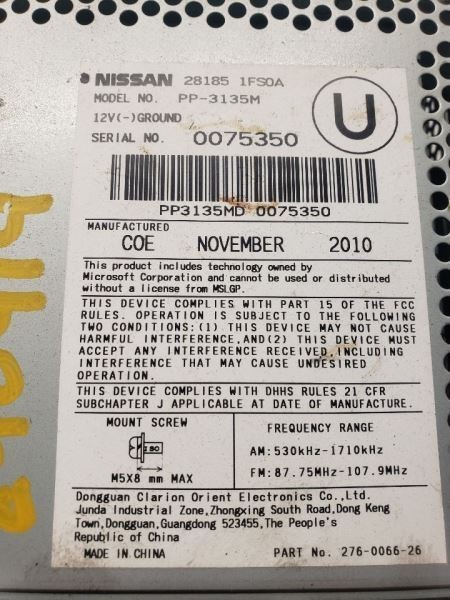 NISSAN 28185 1FS0A
MODEL NO. PP-3135M
12V(-)GROUND
SERIAL NO. 0075350
U
PP3135MD 0075350
MANUFACTURED
COE NOVEMBER 2010
This product includes technology owned by
Microsoft Corporation and cannot be used or distributed
without a license from MSLGP.
THIS DEVICE COMPLIES WITH PART 15 OF THE FCC
RULES. OPERATION IS SUBJECT TO THE FOLLOWING
TWO CONDITIONS:(1) THIS DEVICE MAY NOT CAUSE
HARMFUL INTERFERENCE,AND(2) THIS DEVICE MUST
ACCEPT ANY INTERFERENCE RECEIVED,INCLUDING
INTERFERENCE THAT MAY CAUSE UNDESIRED
OPERATION.
THIS DEVICE COMPLIES WITH DHHS RULES 21 CFR
SUBCHAPTER J APPLICABLE AT DATE OF MANUFACTURE.
MOUNT SCREW
ISO
M5X8 mm MAX
FREQUENCY RANGE
AM:530kHz-1710kHz
FM:87.75MHz-107.9MHz
Dongguan Clarion Orient Electronics Co.,Ltd.
Junda Industrial Zone,Zhongxing South Road,Dong Keng
Town,Dongguan,Guangdong 523455,The People's
Republic of China
MADE IN CHINA PART No. 276-0066-26